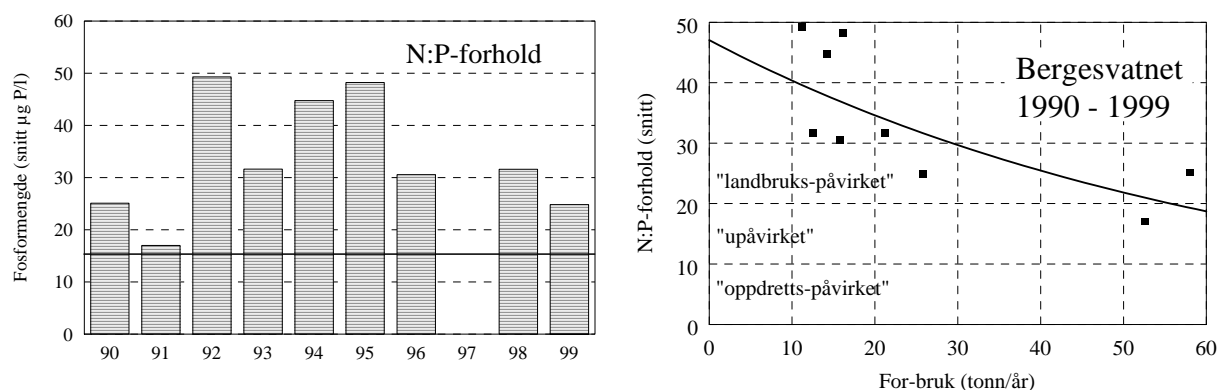 N:P-forhold
Fosformengde (snitt µg P/l)
60
50
40
30
20
10
0
90 91 92 93 94 95 96 97 98 99
Bergesvatnet
1990 - 1999
N:P-forhold (snitt)
50
40
30
20
10
0
"landbruks-påvirket"
"upåvirket"
"oppdretts-påvirket"
0 10 20 30 40 50 60
For-bruk (tonn/år)